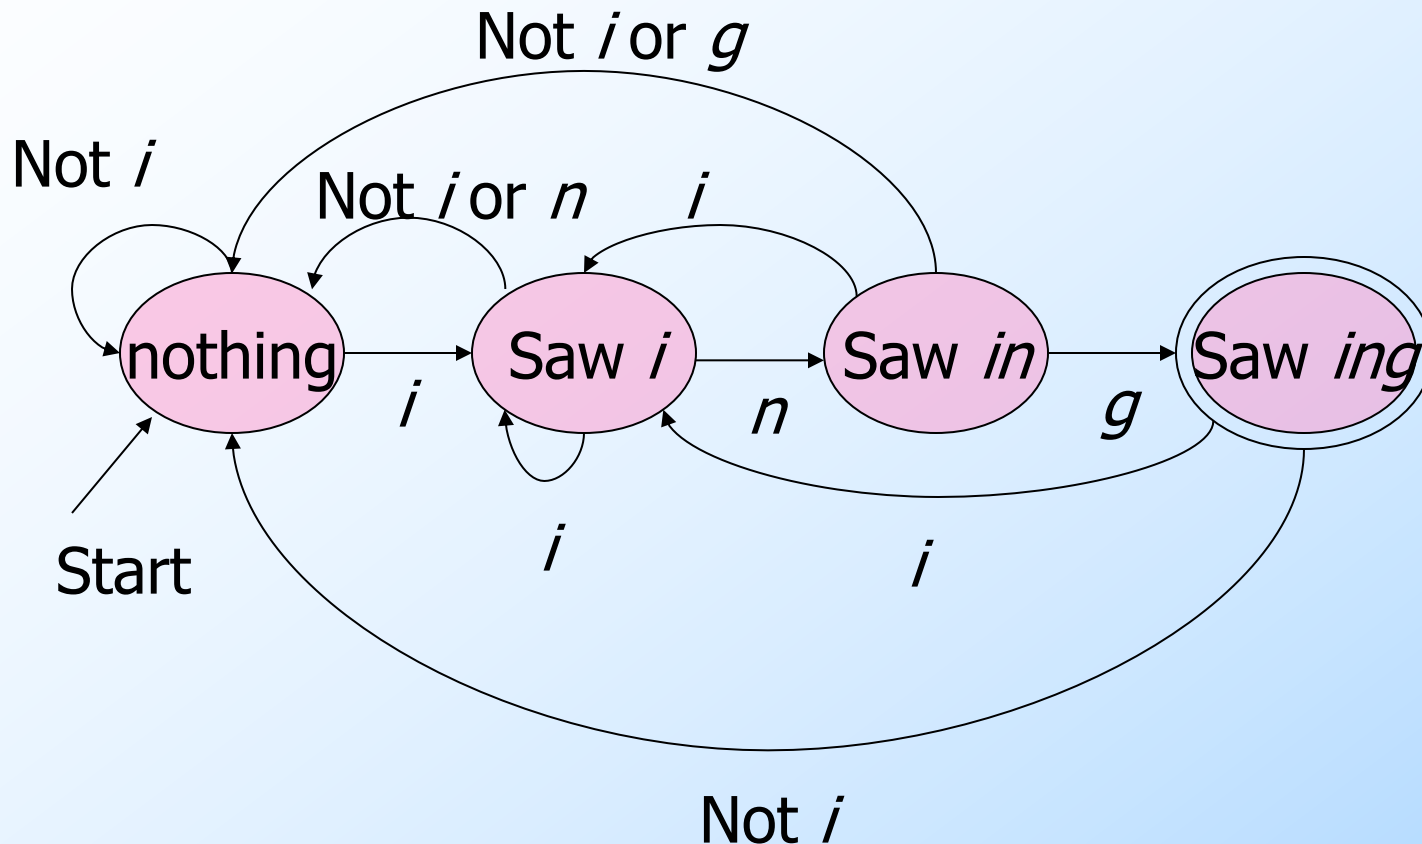 Not i or g
Not i
Not i or n
i
nothing
Saw i
Saw in
Saw ing
i
n
g
i
i
Start
Not i